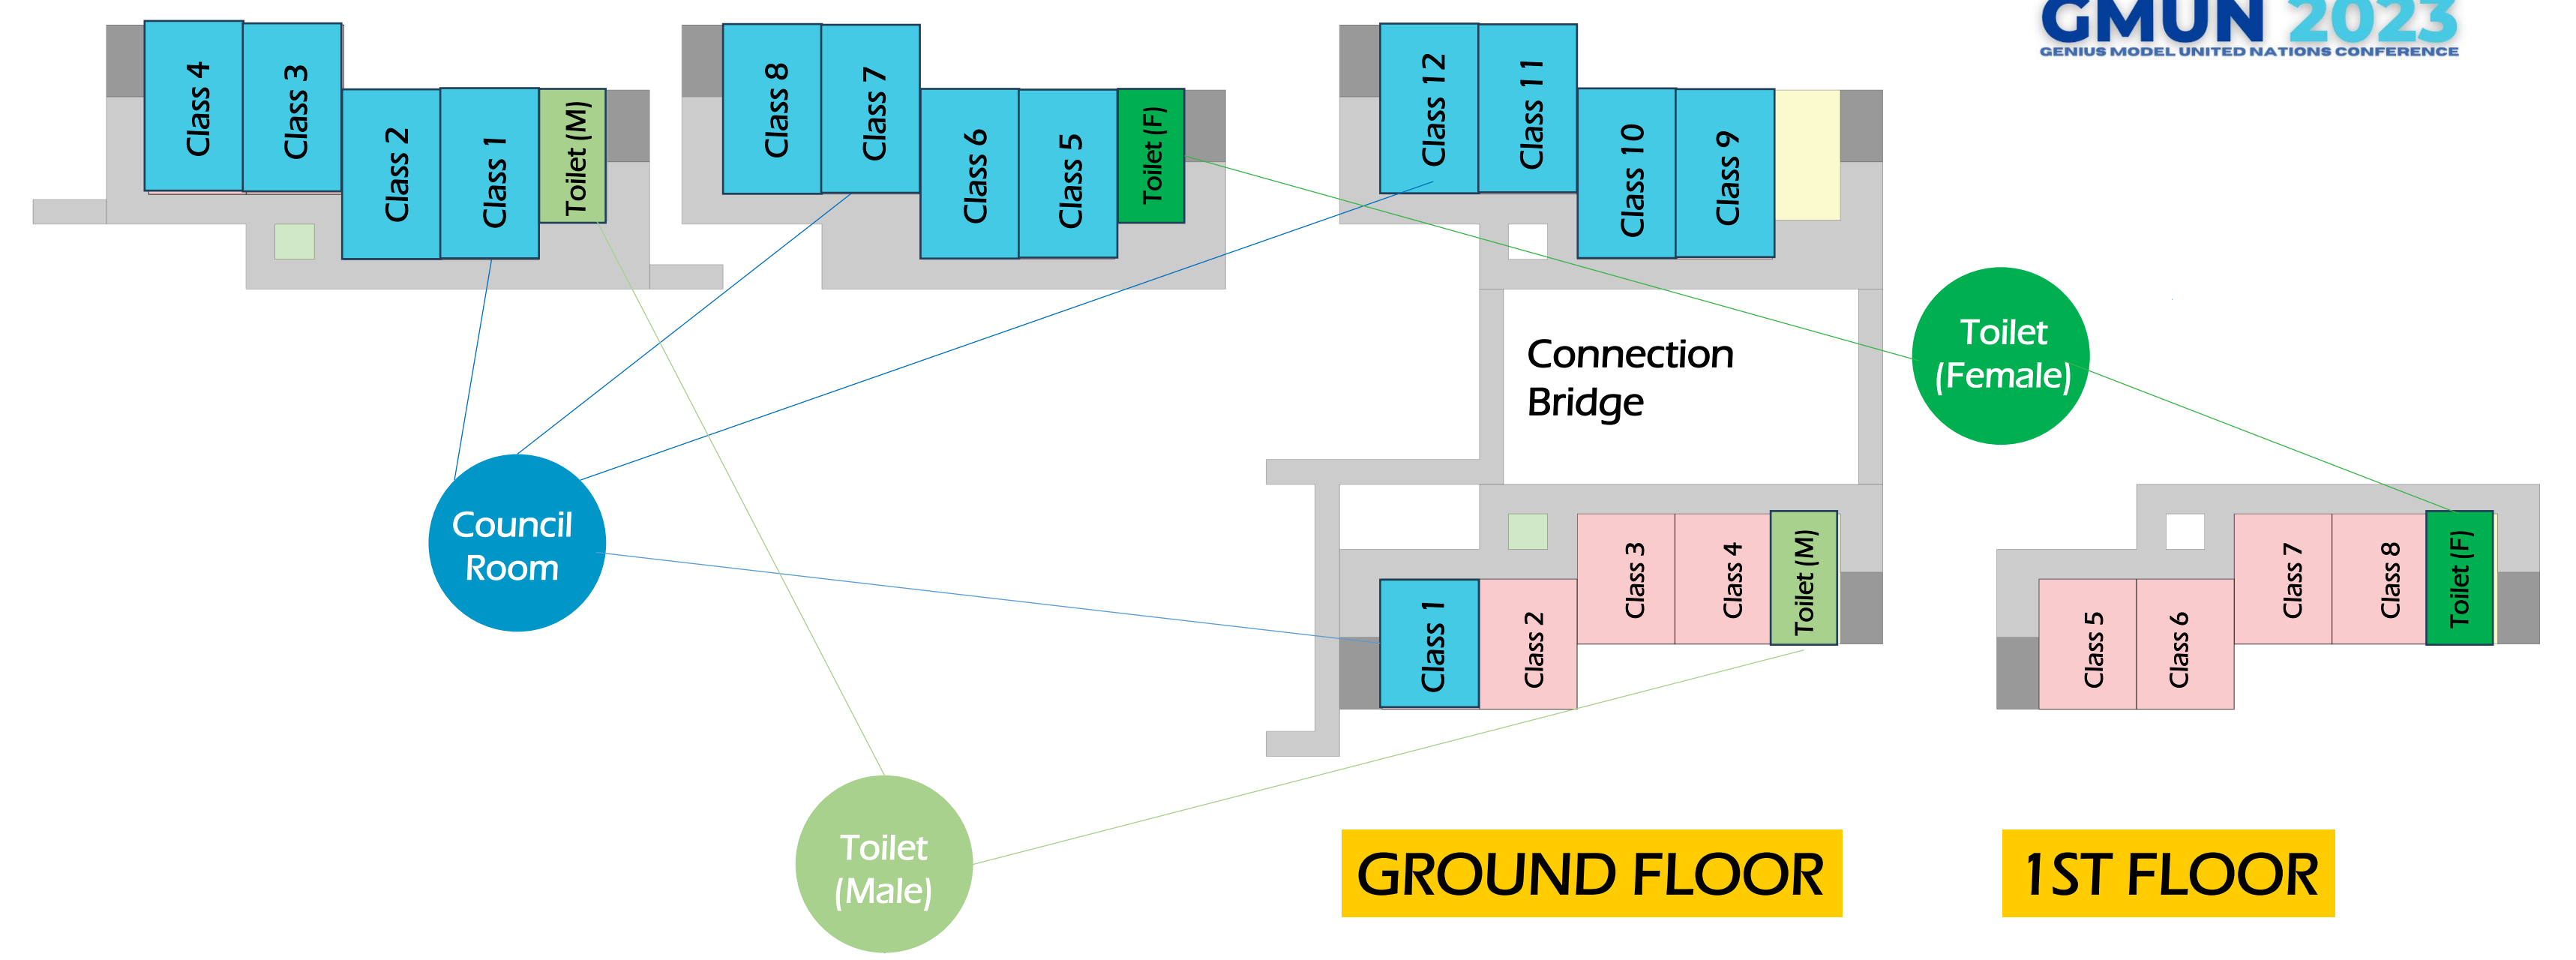 GMUN 2023
GENIUS MODEL UNITED NATIONS CONFERENCE
Class 4
Class 3
Class 2
Class 1
Toilet (M)
Class 8
Class 7
Class 6
Class 5
Toilet (F)
Class 12
Class 11
Class 10
Class 9
Connection
Bridge
Toilet
(Female)
Council
Room
Class 1
Class 2
Class 3
Class 4
Toilet (M)
Class 5
Class 6
Class 7
Class 8
Toilet (F)
Toilet
(Male)
GROUND FLOOR
1ST FLOOR